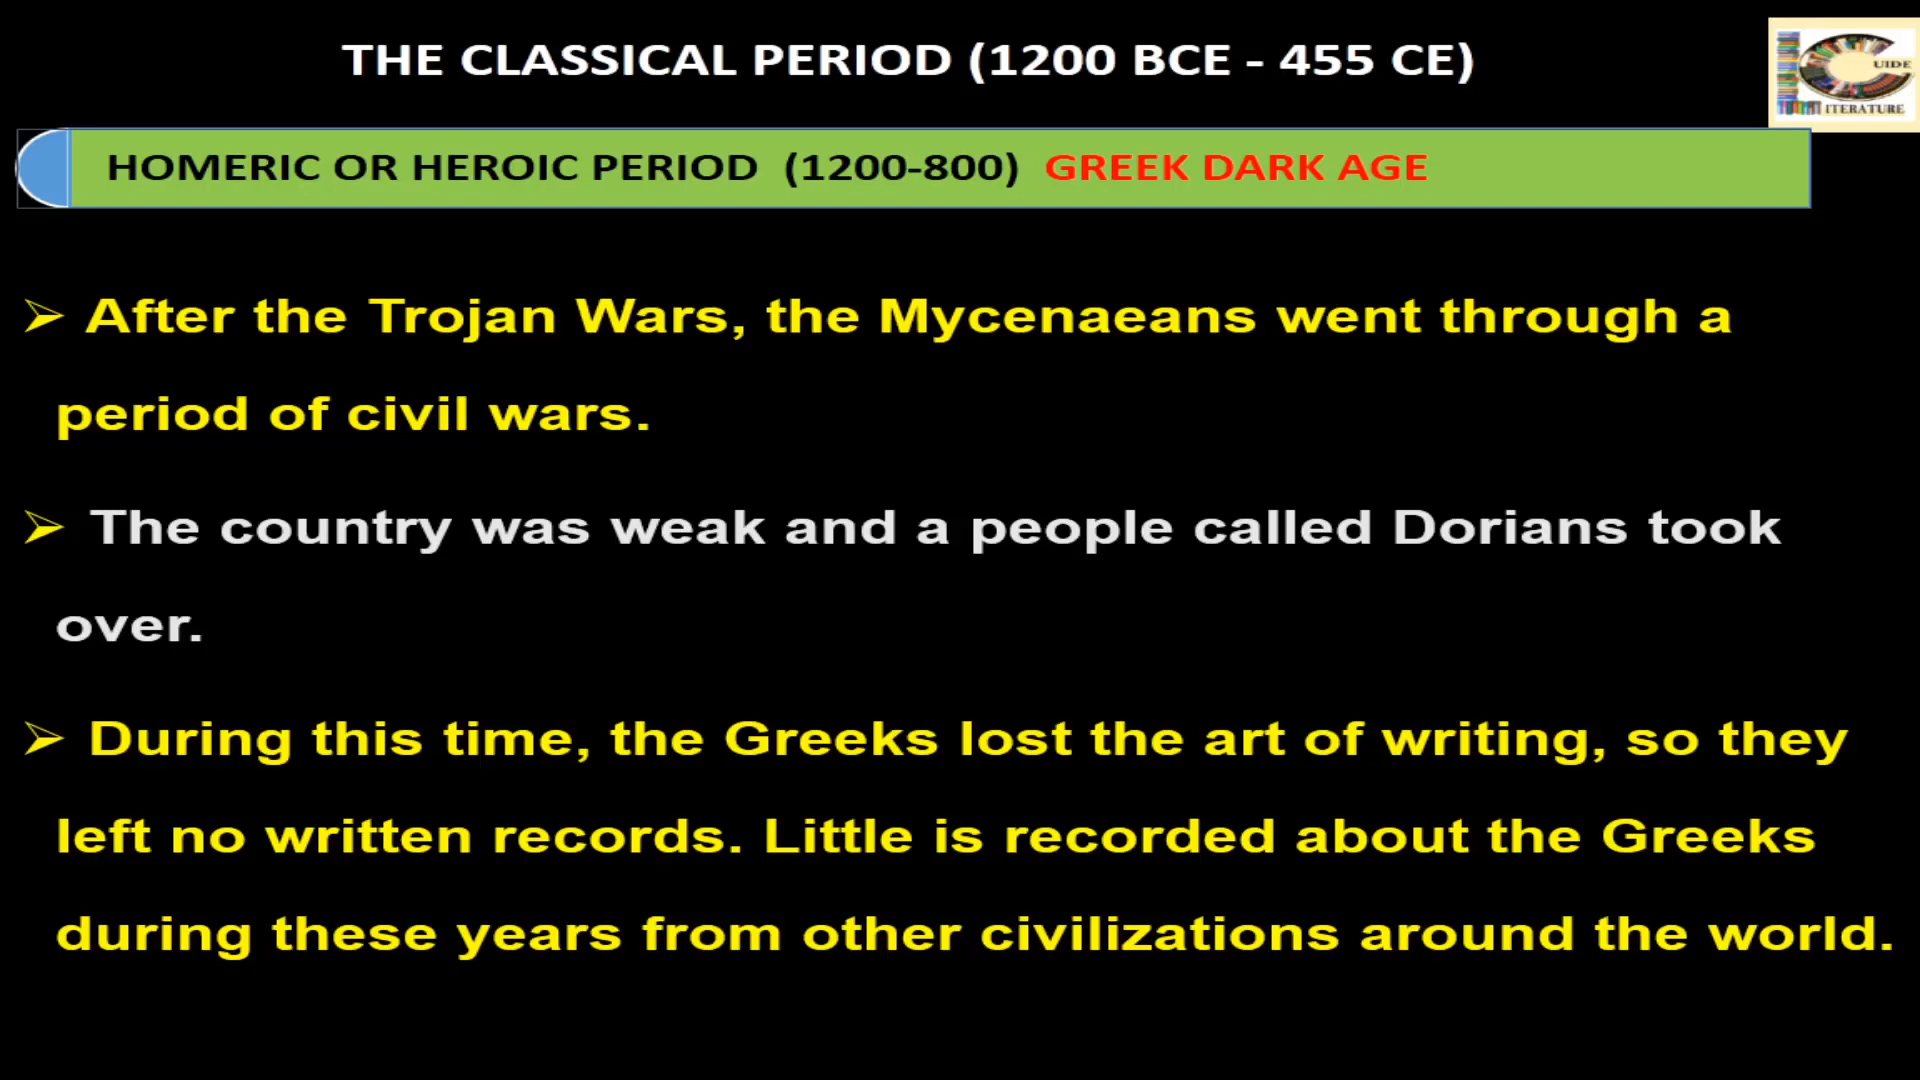 THE CLASSICAL PERIOD (1200 BCE - 455 CE)
UIDE
ITERATURE
HOMERIC OR HEROIC PERIOD (1200-800) GREEK DARK AGE
➢ After the Trojan Wars, the Mycenaeans went through a
period of civil wars.
➢ The country was weak and a people called Dorians took
over.
➢ During this time, the Greeks lost the art of writing, so they
left no written records. Little is recorded about the Greeks
during these years from other civilizations around the world.